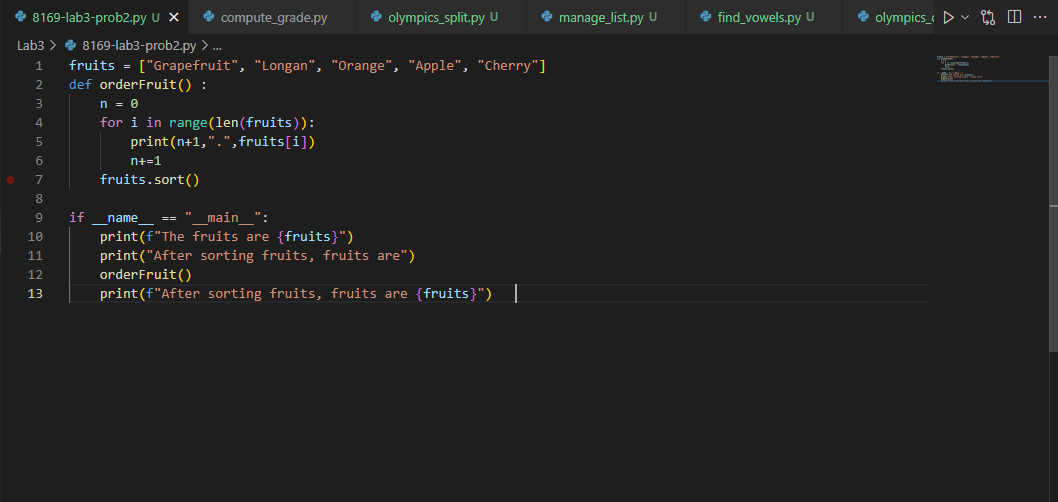 8169-lab3-prob2.py U compute_grade.py olympics_split.py U manage_list.py U find_vowels.py U olympics_
Lab3 > 8169-lab3-prob2.py > ...
1 fruits = ["Grapefruit", "Longan", "Orange", "Apple", "Cherry"]
2 def orderFruit() :
3     n = 0
4     for i in range(len(fruits)):
5         print(n+1,".",fruits[i])
6         n+=1
7     fruits.sort()
8
9 if __name__ == "__main__":
10     print(f"The fruits are {fruits}")
11     print("After sorting fruits, fruits are")
12     orderFruit()
13     print(f"After sorting fruits, fruits are {fruits}")